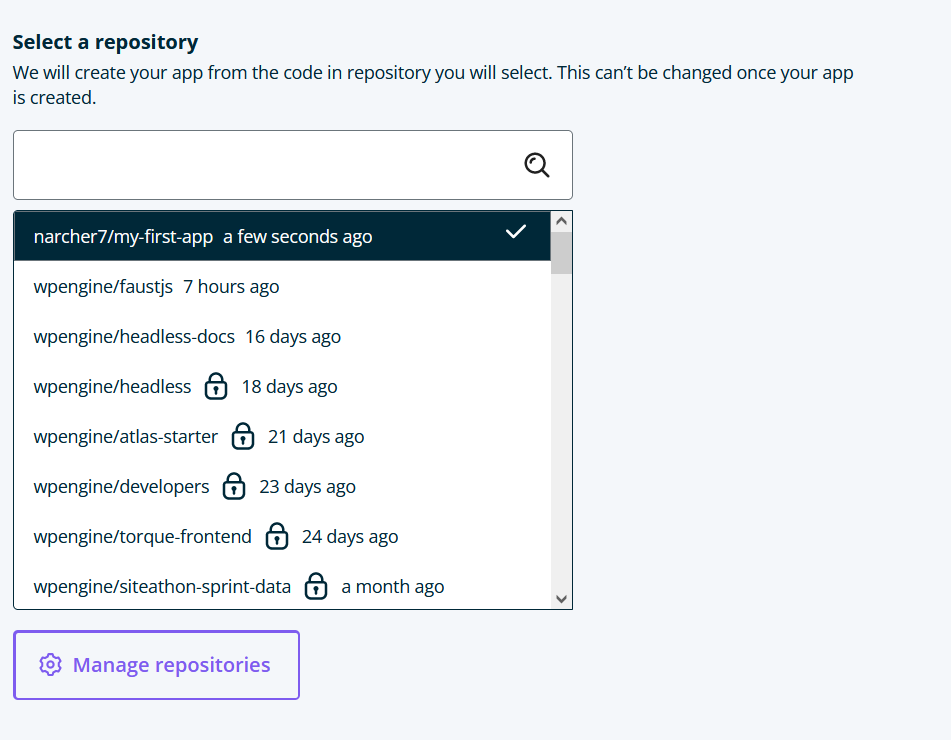 Select a repository
We will create your app from the code in repository you will select. This can’t be changed once your app
is created.
narcher7/my-first-app a few seconds ago
wpengine/faustjs 7 hours ago
wpengine/headless-docs 16 days ago
wpengine/headless 18 days ago
wpengine/atlas-starter 21 days ago
wpengine/developers 23 days ago
wpengine/torque-frontend 24 days ago
wpengine/siteathon-sprint-data a month ago
Manage repositories